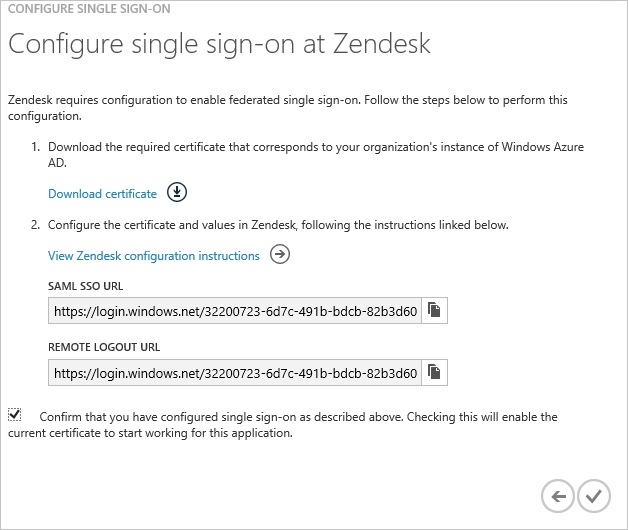 CONFIGURE SINGLE SIGN-ON
Configure single sign-on at Zendesk
Zendesk requires configuration to enable federated single sign-on. Follow the steps below to perform this
configuration.
1. Download the required certificate that corresponds to your organization's instance of Windows Azure
AD.
Download certificate
2. Configure the certificate and values in Zendesk, following the instructions linked below.
View Zendesk configuration instructions
SAML SSO URL
https://login.windows.net/32200723-6d7c-491b-bdcb-82b3d60
REMOTE LOGOUT URL
https://login.windows.net/32200723-6d7c-491b-bdcb-82b3d60
Confirm that you have configured single sign-on as described above. Checking this will enable the
current certificate to start working for this application.